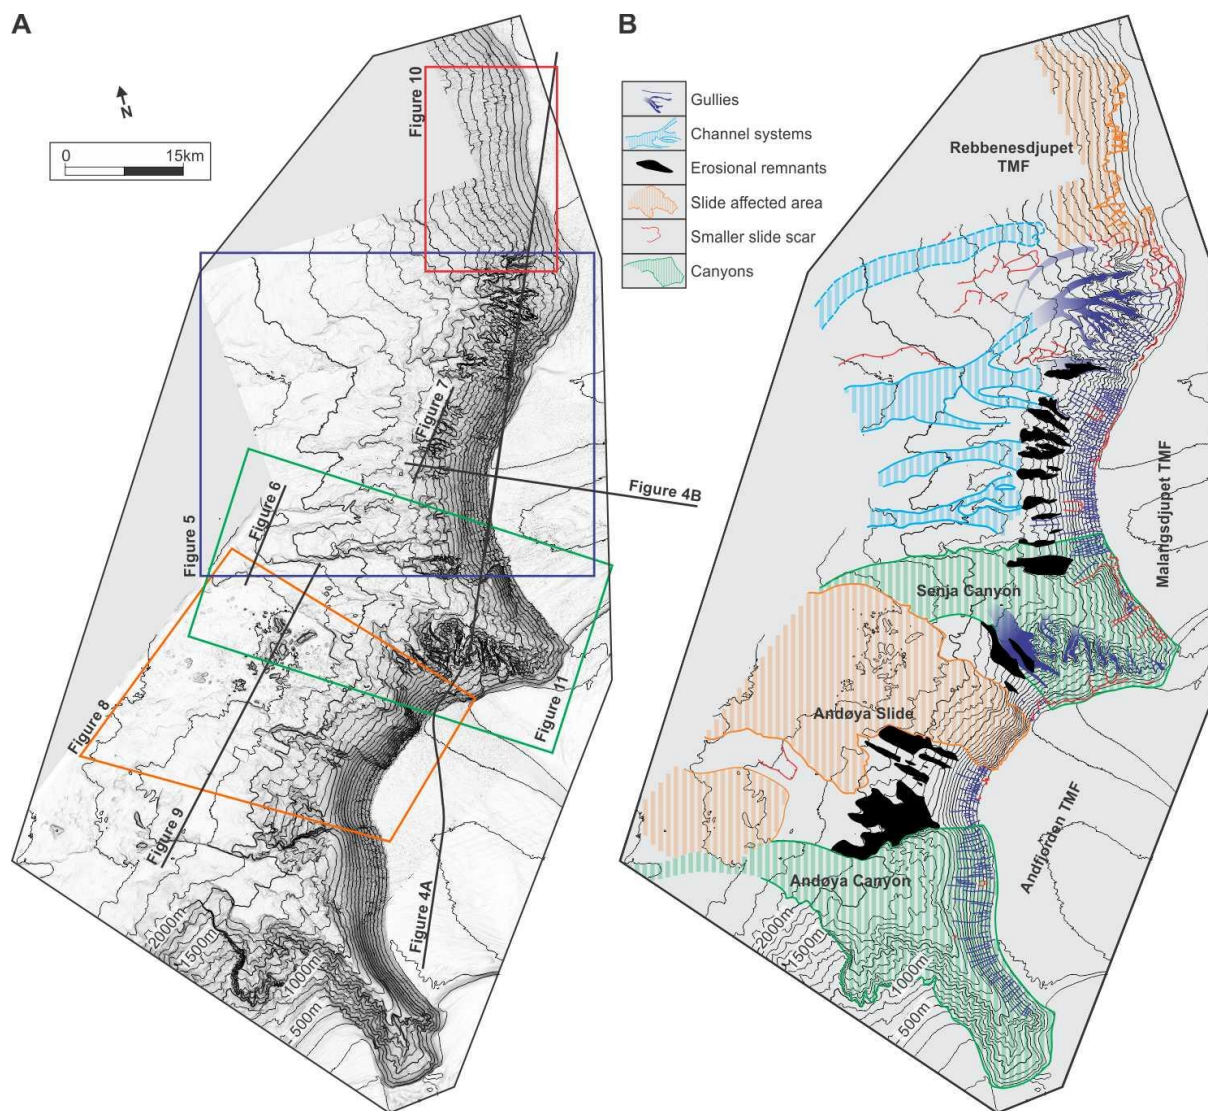 A
N
0 15km
Figure 10
Figure 7
Figure 6
Figure 4B
Figure 5
Figure 11
Figure 8
Figure 9
Figure 4A
2000m
1500m
1000m
500m
B
Gullies
Channel systems
Erosional remnants
Slide affected area
Smaller slide scar
Canyons
Rebbenesdjupet
TMF
Malangsdjupet TMF
Senja Canyon
Andøya Slide
Andfjorden TMF
Andøya Canyon
2000m
1500m
1000m
500m